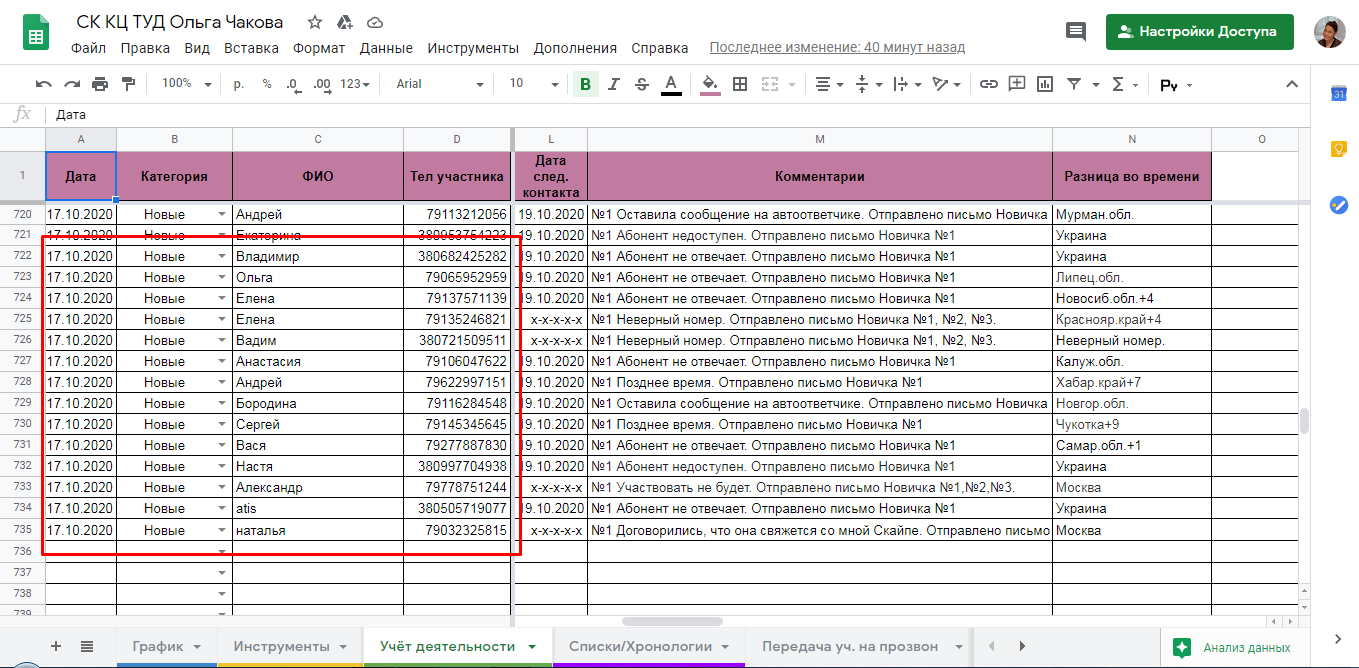 СК КЦ ТУД Ольга Чакова
Файл Правка Вид Вставка Формат Данные Инструменты Дополнения Справка Последнее изменение: 40 минут назад
Настройки Доступа
100% р. % .0 .00 123 Arial 10 B I S A Ру
fx Дата
A B C D L M N O
1 Дата Категория ФИО Тел участника Дата след. контакта Комментарии Разница во времени
720 17.10.2020 Новые Андрей 79113212056 19.10.2020 №1 Оставила сообщение на автоответчике. Отправлено письмо Новичка Мурман.обл.
721 17.10.2020 Новые Екатерина 380953754223 19.10.2020 №1 Абонент недоступен. Отправлено письмо Новичка №1 Украина
722 17.10.2020 Новые Владимир 380682425282 19.10.2020 №1 Абонент не отвечает. Отправлено письмо Новичка №1 Украина
723 17.10.2020 Новые Ольга 79065952959 19.10.2020 №1 Абонент не отвечает. Отправлено письмо Новичка №1 Липец.обл.
724 17.10.2020 Новые Елена 79137571139 19.10.2020 №1 Абонент не отвечает. Отправлено письмо Новичка №1 Новосиб.обл.+4
725 17.10.2020 Новые Елена 79135246821 х-х-х-х-х №1 Неверный номер. Отправлено письмо Новичка №1, №2, №3. Краснояр.край+4
726 17.10.2020 Новые Вадим 380721509511 х-х-х-х-х №1 Неверный номер. Отправлено письмо Новичка №1, №2, №3. Неверный номер.
727 17.10.2020 Новые Анастасия 79106047622 19.10.2020 №1 Абонент не отвечает. Отправлено письмо Новичка №1 Калуж.обл.
728 17.10.2020 Новые Андрей 79622997151 19.10.2020 №1 Позднее время. Отправлено письмо Новичка №1 Хабар.край+7
729 17.10.2020 Новые Бородина 79116284548 19.10.2020 №1 Оставила сообщение на автоответчике. Отправлено письмо Новичка Новгор.обл.
730 17.10.2020 Новые Сергей 79145345645 19.10.2020 №1 Позднее время. Отправлено письмо Новичка №1 Чукотка+9
731 17.10.2020 Новые Вася 79277887830 19.10.2020 №1 Абонент не отвечает. Отправлено письмо Новичка №1 Самар.обл.+1
732 17.10.2020 Новые Настя 380997704938 19.10.2020 №1 Абонент недоступен. Отправлено письмо Новичка №1 Украина
733 17.10.2020 Новые Александр 79778751244 х-х-х-х-х №1 Участвовать не будет. Отправлено письмо Новичка №1,№2,№3. Москва
734 17.10.2020 Новые atis 380505719077 19.10.2020 №1 Абонент не отвечает. Отправлено письмо Новичка №1 Украина
735 17.10.2020 Новые наталья 79032325815 х-х-х-х-х №1 Договорились, что она свяжется со мной Скайпе. Отправлено письмо Москва
736
737
738
739
График Инструменты Учёт деятельности Списки/Хронологии Передача уч. на прозвон Анализ данных
31